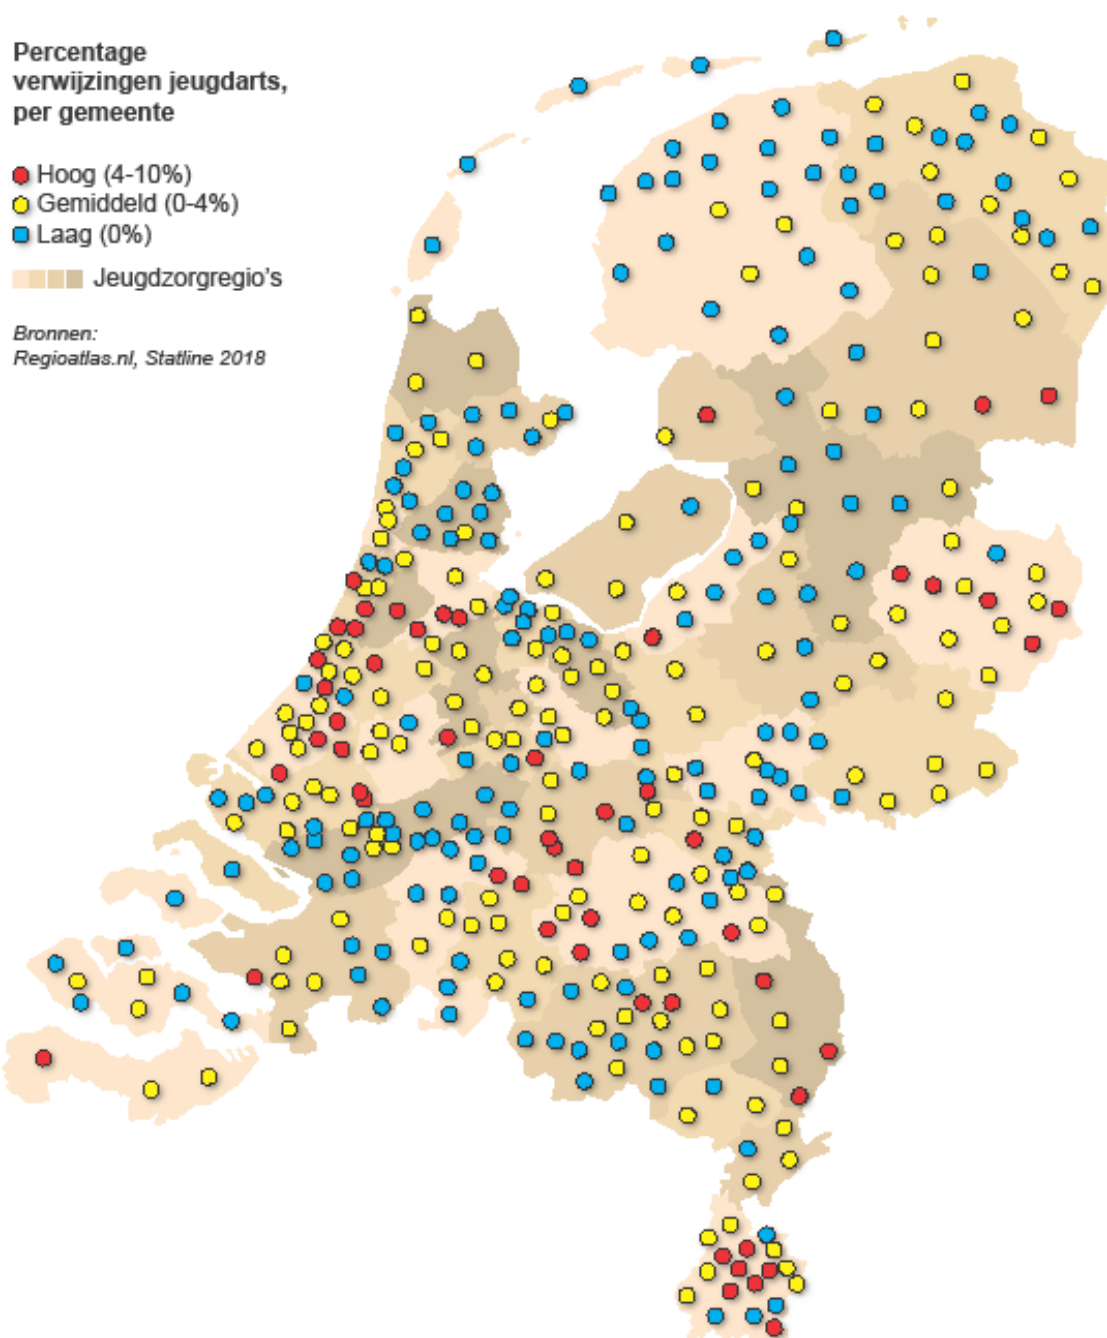 Percentage
verwijzingen jeugdarts,
per gemeente
Hoog (4-10%)
Gemiddeld (0-4%)
Laag (0%)
Jeugdzorgregio's
Bronnen:
Regioatlas.nl, Statline 2018